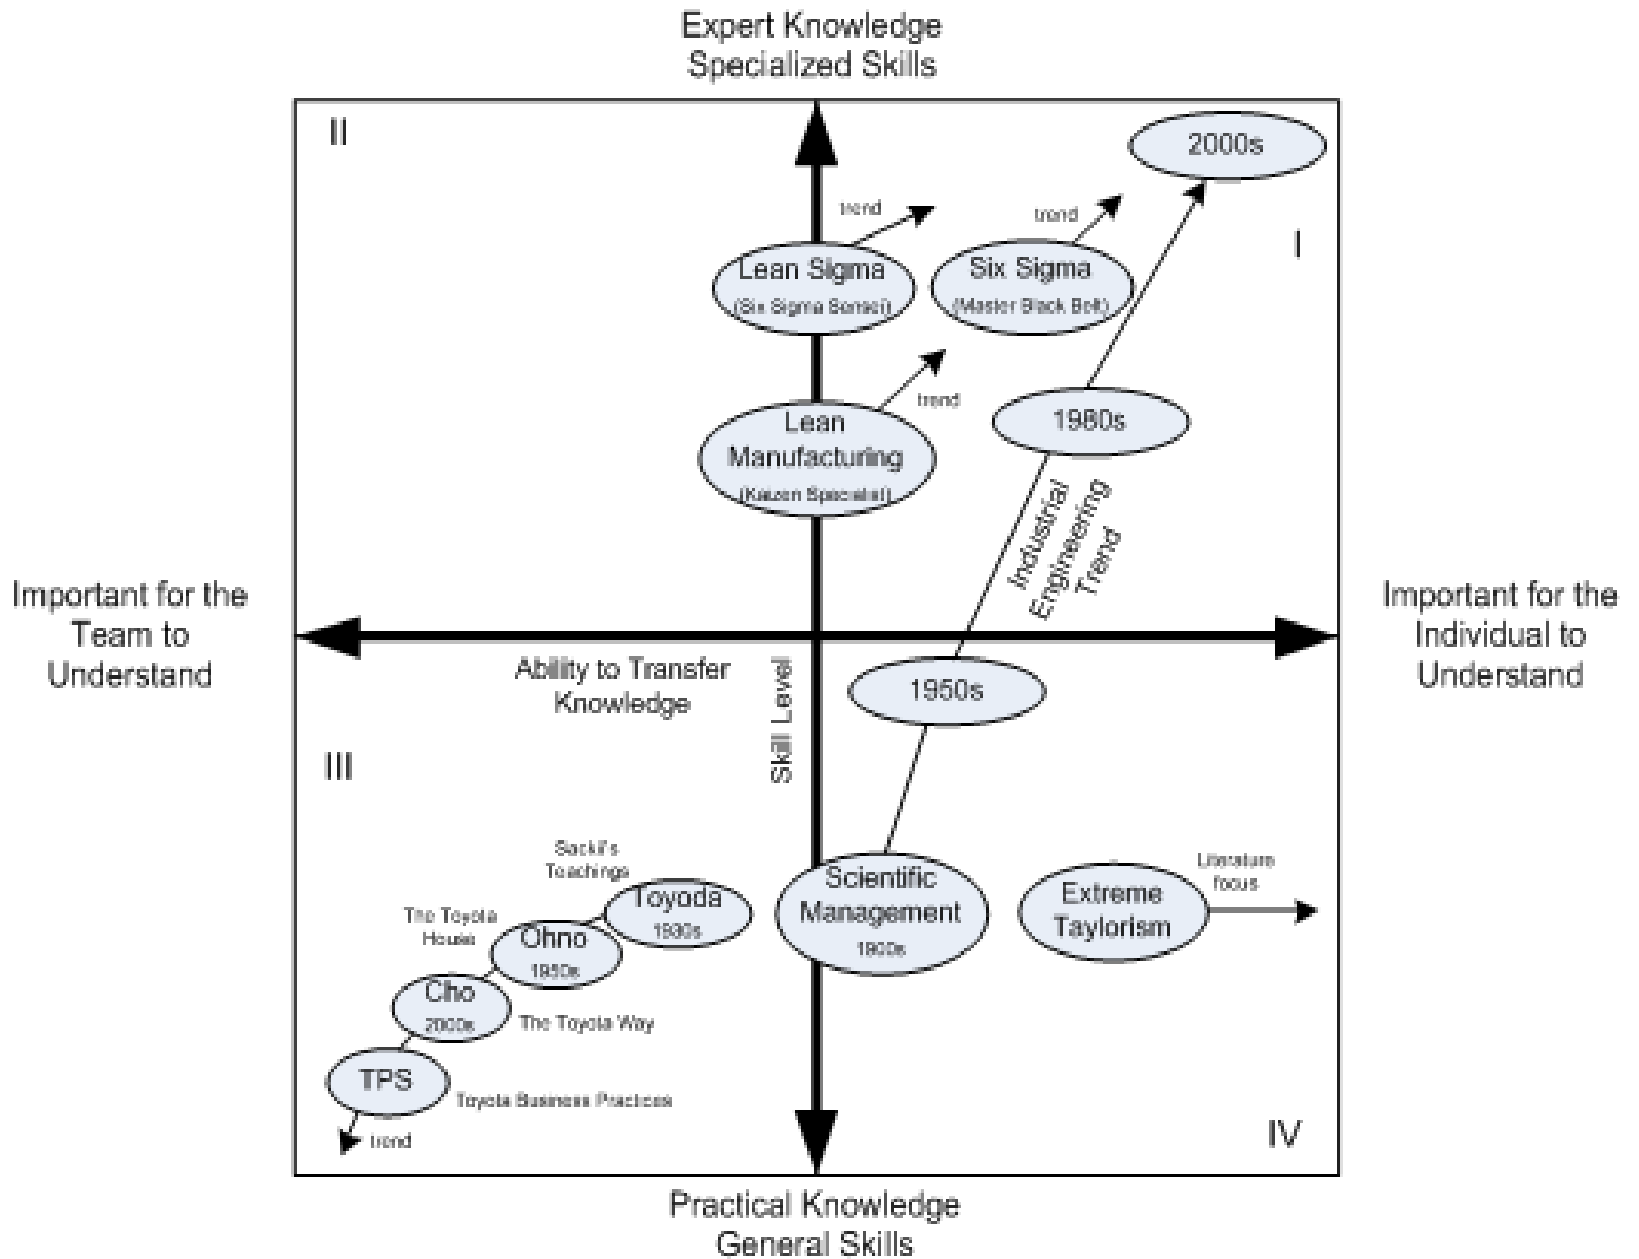 Expert Knowledge
Specialized Skills
II
2000s
trend
trend
I
Lean Sigma
(Six Sigma Sensei)
Six Sigma
(Master Black Belt)
trend
Lean
Manufacturing
(Kaizen Specialist)
1980s
Industrial
Engineering
Trend
Important for the
Team to
Understand
Important for the
Individual to
Understand
Ability to Transfer
Knowledge
Skill Level
1950s
III
Sackii's
Teachings
Toyoda
1930s
The Toyota
House
Ohno
1950s
Cho
2000s
The Toyota Way
TPS
Toyota Business Practices
trend
Scientific
Management
1900s
Extreme
Taylorism
Literature
focus
IV
Practical Knowledge
General Skills